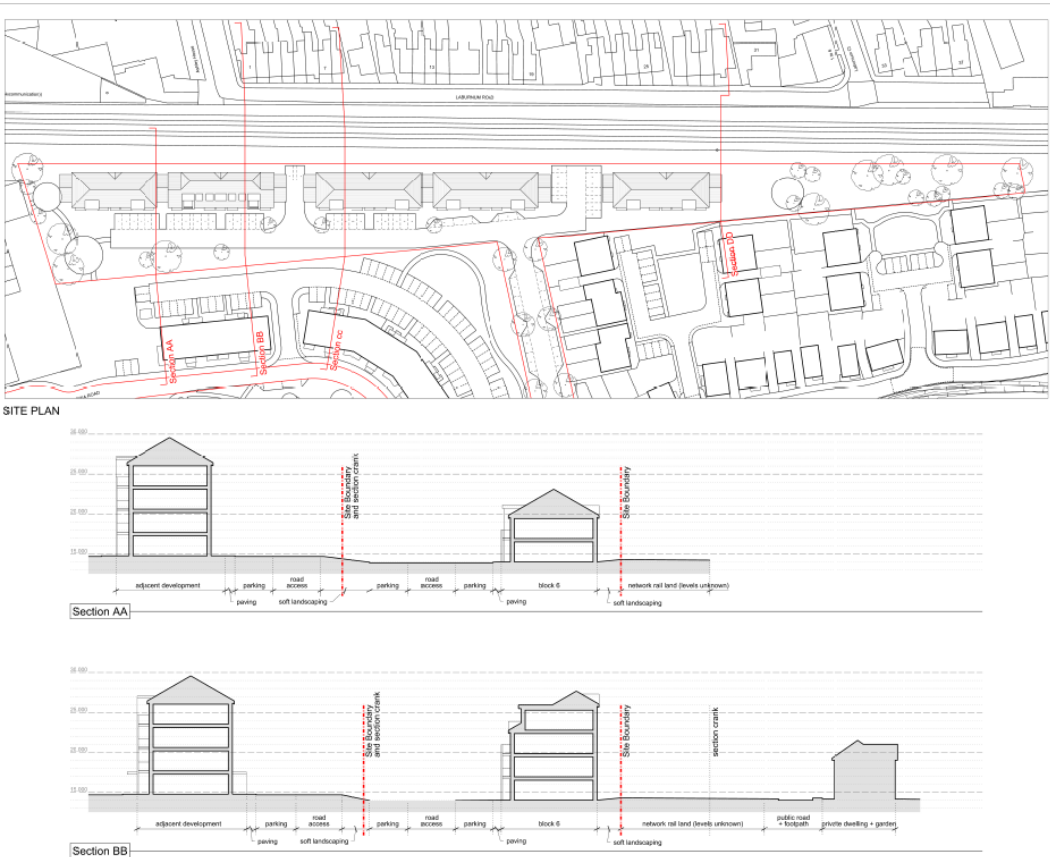 LABURNUM ROAD
1
Section AA
Section BB
Section cc
Section DD
SITE PLAN
Site Boundary
and section crank
Site Boundary
adjacent development
parking
road
access
parking
road
access
parking
block 6
network rail land (levels unknown)
paving
soft landscaping
paving
soft landscaping
Section AA
Site Boundary
and section crank
Site Boundary
section crank
adjacent development
parking
road
access
parking
road
access
parking
block 6
network rail land (levels unknown)
public road
+ footpath
private dwelling + garden
paving
soft landscaping
paving
soft landscaping
Section BB